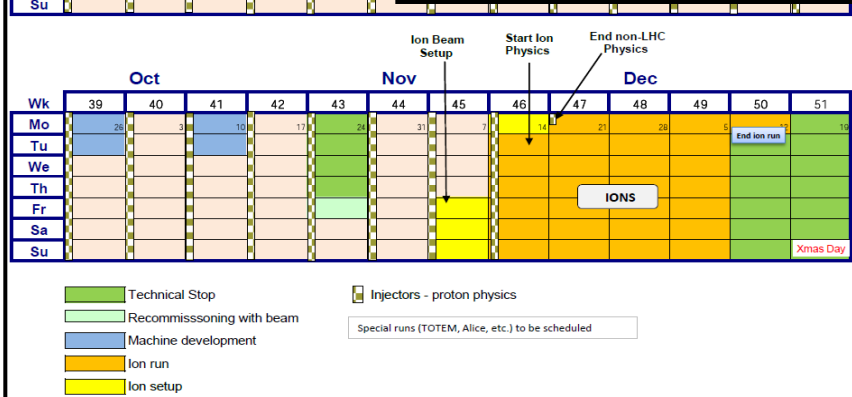 Su
Ion Beam
Setup
Start Ion
Physics
End non-LHC
Physics
Oct
Nov
Dec
Wk 39 40 41 42 43 44 45 46 47 48 49 50 51
Mo 26 3 10 17 24 31 7 14 21 28 5 12 19
Tu End ion run
We
Th
Fr IONS
Sa
Su Xmas Day
Technical Stop
Recommisssoning with beam
Machine development
Ion run
Ion setup
Injectors - proton physics
Special runs (TOTEM, Alice, etc.) to be scheduled